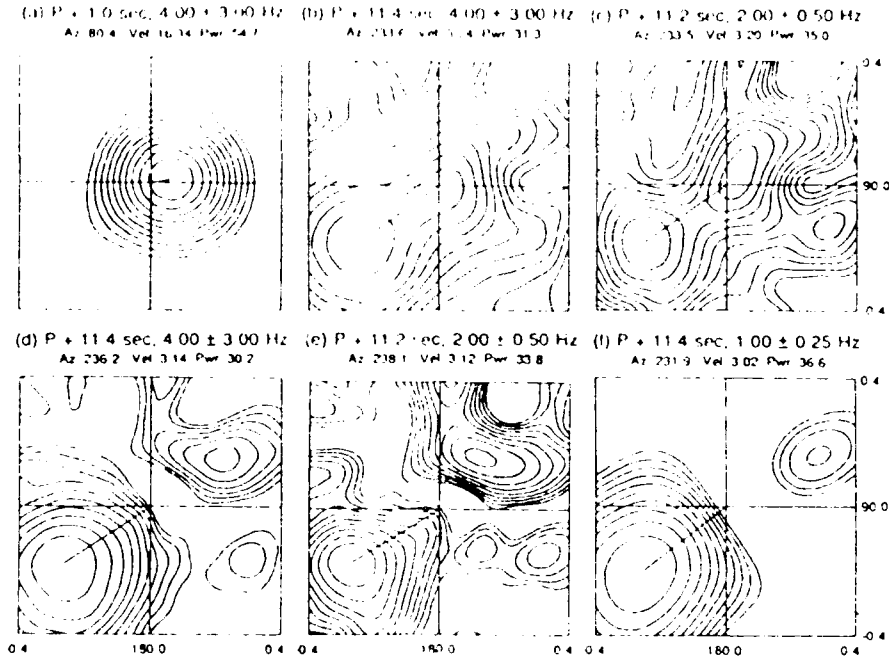 (a) P + 1.0 sec, 4.00 ± 3.00 Hz (b) P + 11.4 sec, 4.00 ± 3.00 Hz (c) P + 11.2 sec, 2.00 ± 0.50 Hz
Az 80.4 Vel 16.34 Pwr 54.7 Az 233.6 Pwr 31.3 Az 233.5 Vel 3.20 Pwr 35.0
0.4
90.0
0.4
(d) P + 11.4 sec, 4.00 ± 3.00 Hz (e) P + 11.2 sec, 2.00 ± 0.50 Hz (f) P + 11.4 sec, 1.00 ± 0.25 Hz
Az 236.2 Vel 3.14 Pwr 30.2 Az 238.1 Vel 3.12 Pwr 33.8 Az 231.9 Vel 3.02 Pwr 36.6
0.4
90.0
-0.4
0.4 180.0 0.4 180.0 0.4 180.0 0.4